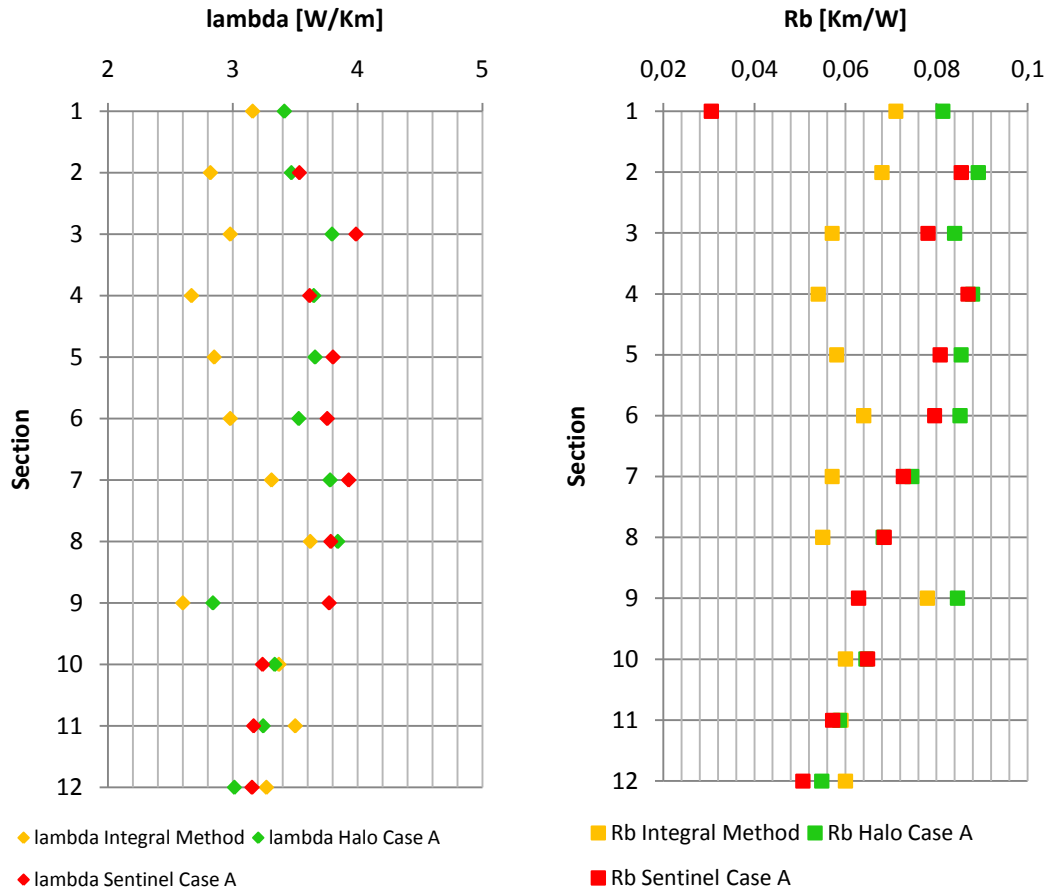 lambda [W/Km]
2 3 4 5
1
2
3
4
5
6
7
8
9
10
11
12
Section
lambda Integral Method lambda Halo Case A
lambda Sentinel Case A
Rb [Km/W]
0,02 0,04 0,06 0,08 0,1
1
2
3
4
5
6
7
8
9
10
11
12
Section
Rb Integral Method Rb Halo Case A
Rb Sentinel Case A